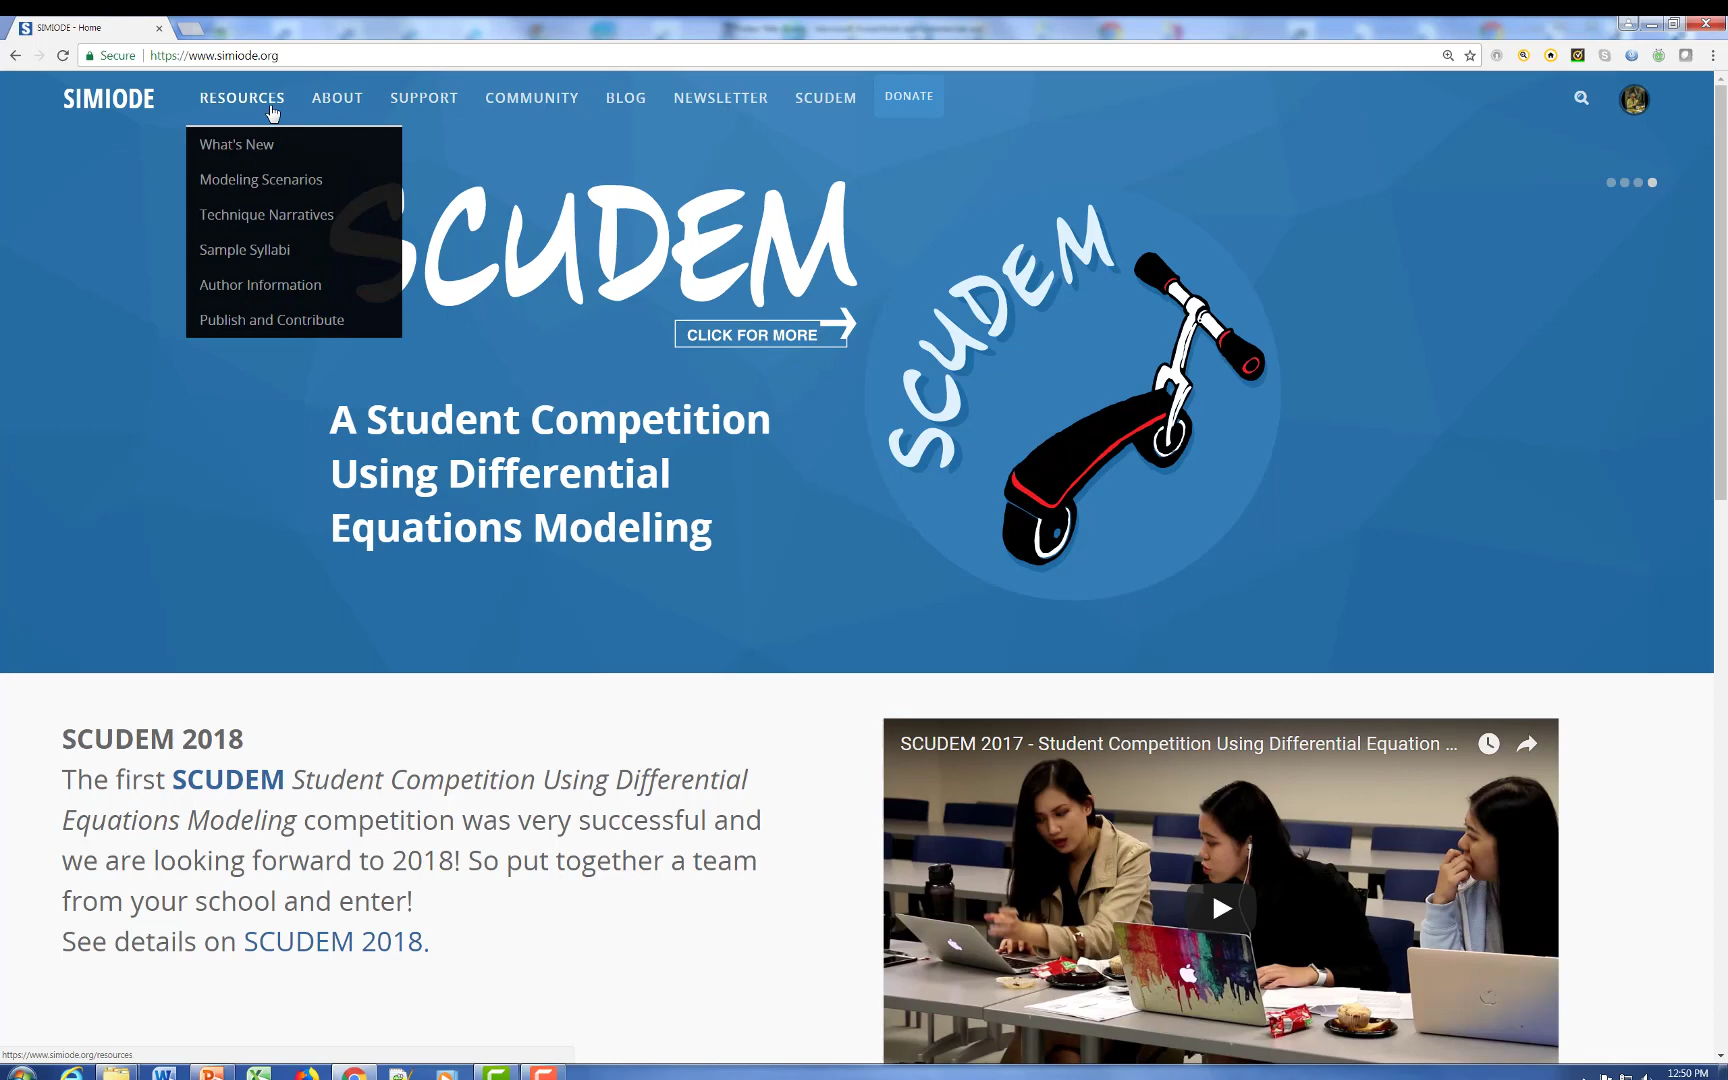 SIMIODE - Home
Secure
https://www.simiode.org
SIMIODE
RESOURCES
ABOUT
SUPPORT
COMMUNITY
BLOG
NEWSLETTER
SCUDEM
DONATE
What's New
Modeling Scenarios
Technique Narratives
Sample Syllabi
Author Information
Publish and Contribute
SCUDEM
CLICK FOR MORE
SCUDEM
A Student Competition
Using Differential
Equations Modeling
SCUDEM 2018
The first SCUDEM Student Competition Using Differential
Equations Modeling competition was very successful and
we are looking forward to 2018! So put together a team
from your school and enter!
See details on SCUDEM 2018.
SCUDEM 2017 - Student Competition Using Differential Equation ...
https://www.simiode.org/resources
12:50 PM